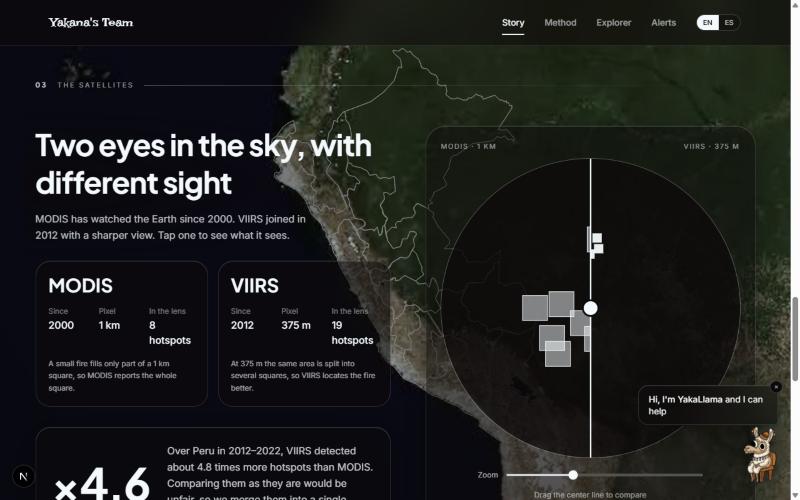 Yakana's Team
Story Method Explorer Alerts EN ES
03 THE SATELLITES
Two eyes in the sky, with
different sight
MODIS has watched the Earth since 2000. VIIRS joined in
2012 with a sharper view. Tap one to see what it sees.
MODIS
Since Pixel In the lens
2000 1 km 8
hotspots
A small fire fills only part of a 1 km
square, so MODIS reports the whole
square.
VIIRS
Since Pixel In the lens
2012 375 m 19
hotspots
At 375 m the same area is split into
several squares, so VIIRS locates the fire
better.
×4.6
Over Peru in 2012–2022, VIIRS detected
about 4.8 times more hotspots than MODIS.
Comparing them as they are would be
unfair, so we merge them into a single
MODIS · 1 KM
VIIRS · 375 M
Hi, I'm YakaLlama and I can
help
Zoom
Drag the center line to compare
N